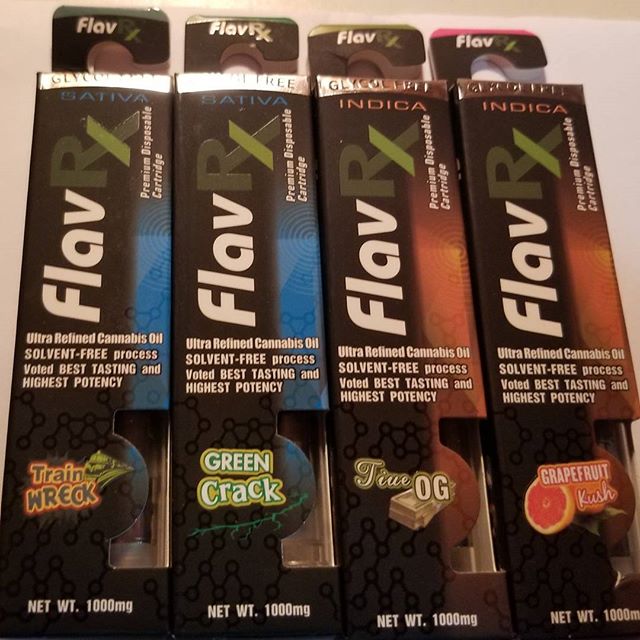 FlavRx
GLYCOL FREE
SATIVA
FlavRx
Premium Disposable
Cartridge
Ultra Refined Cannabis Oil
SOLVENT-FREE process
Voted BEST TASTING and
HIGHEST POTENCY
Train
WRECK
NET WT. 1000mg
FlavRx
FREE
SATIVA
FlavRx
Premium Disposable
Cartridge
Ultra Refined Cannabis Oil
SOLVENT-FREE process
Voted BEST TASTING and
HIGHEST POTENCY
GREEN
Crack
NET WT. 1000mg
FlavRx
GLYCOL FREE
INDICA
FlavRx
Premium Disposable
Cartridge
Ultra Refined Cannabis Oil
SOLVENT-FREE process
Voted BEST TASTING and
HIGHEST POTENCY
True
OG
NET WT. 1000mg
FlavRx
GLYCOL FREE
INDICA
FlavRx
Premium Disposable
Cartridge
Ultra Refined Cannabis Oil
SOLVENT-FREE process
Voted BEST TASTING and
HIGHEST POTENCY
GRAPEFRUIT
Kush
NET WT. 1000m